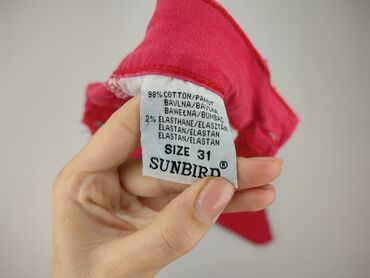 98% COTTON/PAMUT
BAVLNA/BAVLNA
BAWEŁNA/BUMBAC
2% ELASTHANE/ELASZTÁN
ELASTAN/ELASTAN
ELASTAN/ELASTAN
SIZE 31
SUNBIRD®